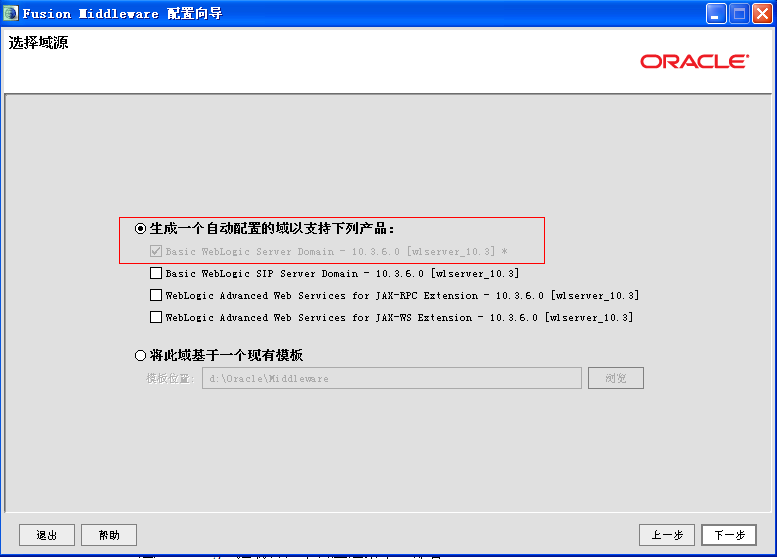 Fusion Middleware 配置向导
选择域源
ORACLE
生成一个自动配置的域以支持下列产品:
Basic WebLogic Server Domain - 10.3.6.0 [wlserver_10.3] *
Basic WebLogic SIP Server Domain - 10.3.6.0 [wlserver_10.3]
WebLogic Advanced Web Services for JAX-RPC Extension - 10.3.6.0 [wlserver_10.3]
WebLogic Advanced Web Services for JAX-WS Extension - 10.3.6.0 [wlserver_10.3]
将此域基于一个现有模板
模板位置: d:\Oracle\Middleware 浏览
退出 帮助 上一步 下一步